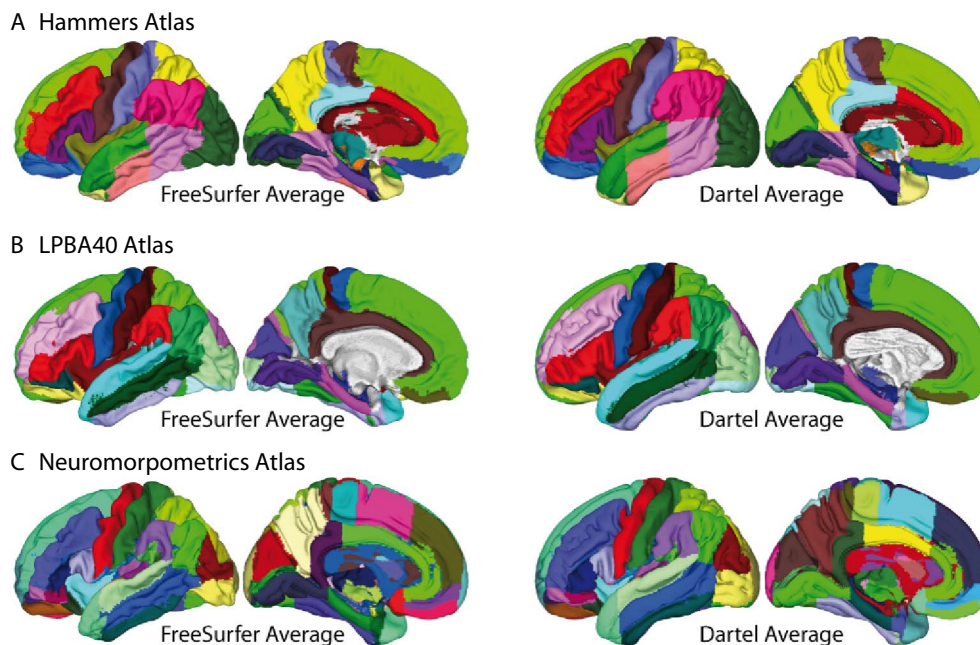 A Hammers Atlas
FreeSurfer Average
Dartel Average
B LPBA40 Atlas
FreeSurfer Average
Dartel Average
C Neuromorpometrics Atlas
FreeSurfer Average
Dartel Average